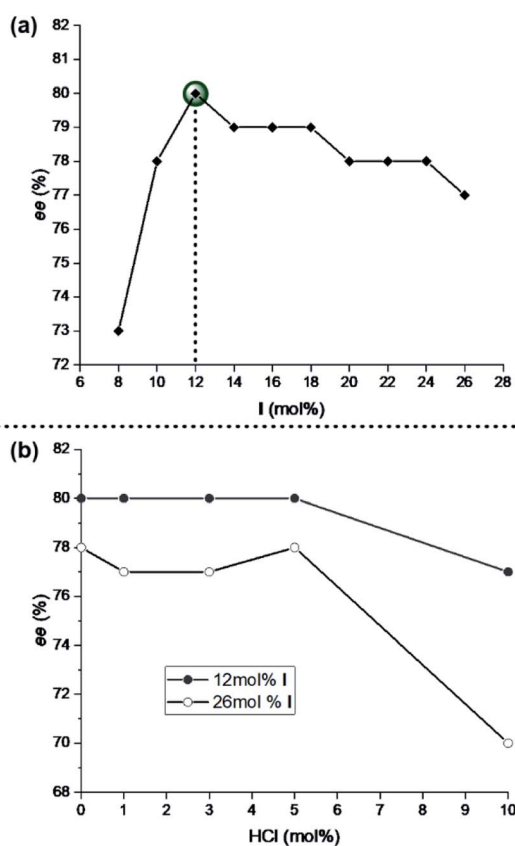 (a)
82
81
80
79
78
77
76
75
74
73
72
ee (%)
6 8 10 12 14 16 18 20 22 24 26 28
I (mol%)
(b)
82
80
78
76
74
72
70
68
ee (%)
12mol% I
26mol % I
0 1 2 3 4 5 6 7 8 9 10
HCl (mol%)